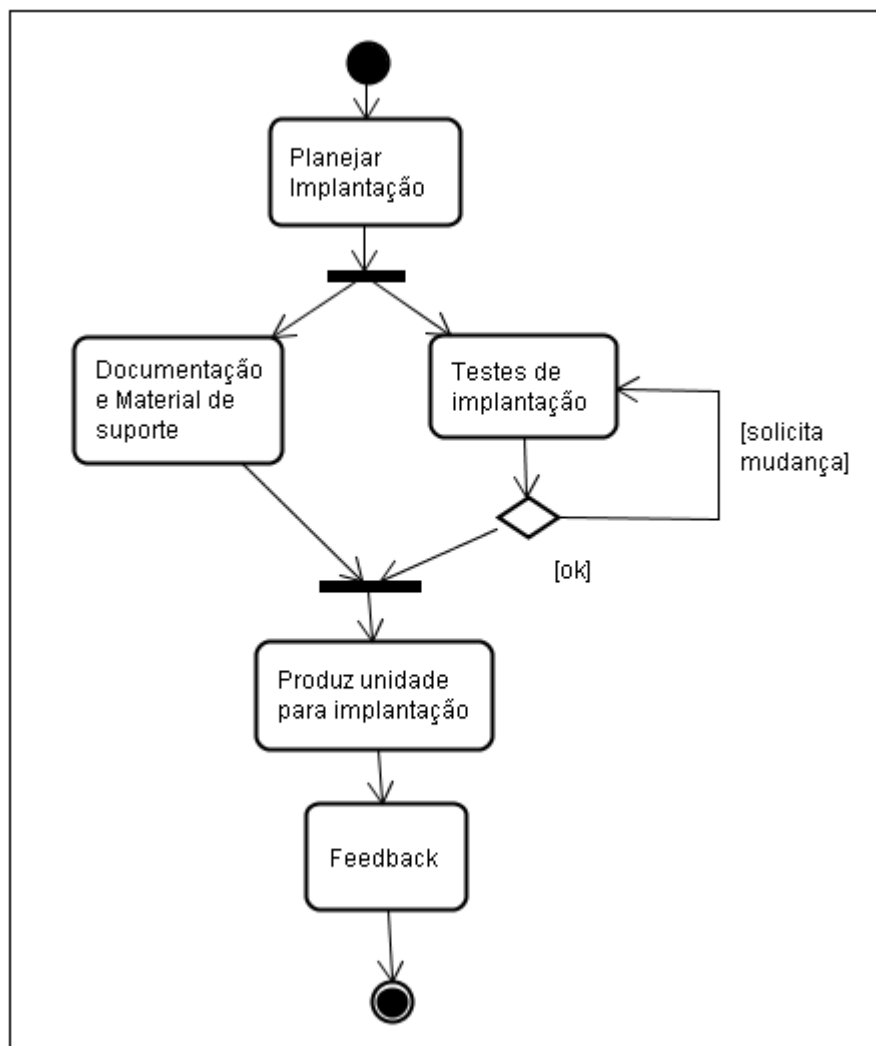 Planejar
Implantação
Documentação
e Material de
suporte
Testes de
implantação
[solicita
mudança]
[ok]
Produz unidade
para implantação
Feedback